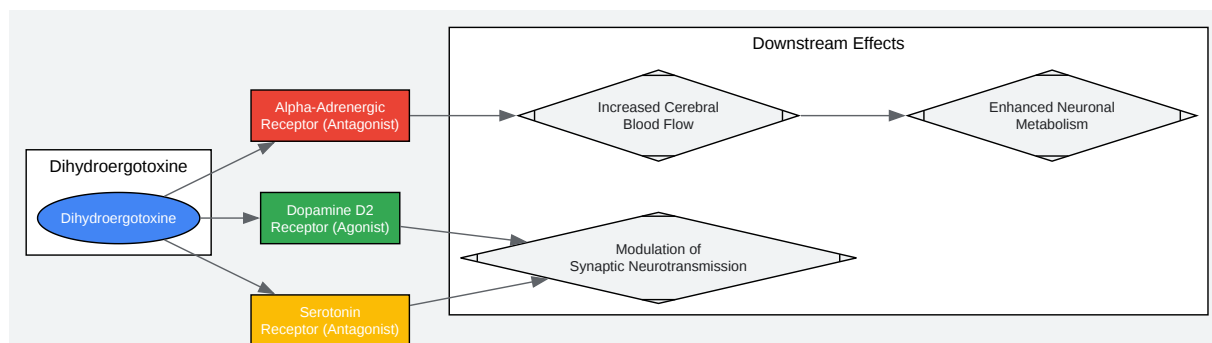 Downstream Effects
Alpha-Adrenergic
Receptor (Antagonist)
Increased Cerebral
Blood Flow
Enhanced Neuronal
Metabolism
Dihydroergotoxine
Dihydroergotoxine
Dopamine D2
Receptor (Agonist)
Modulation of
Synaptic Neurotransmission
Serotonin
Receptor (Antagonist)